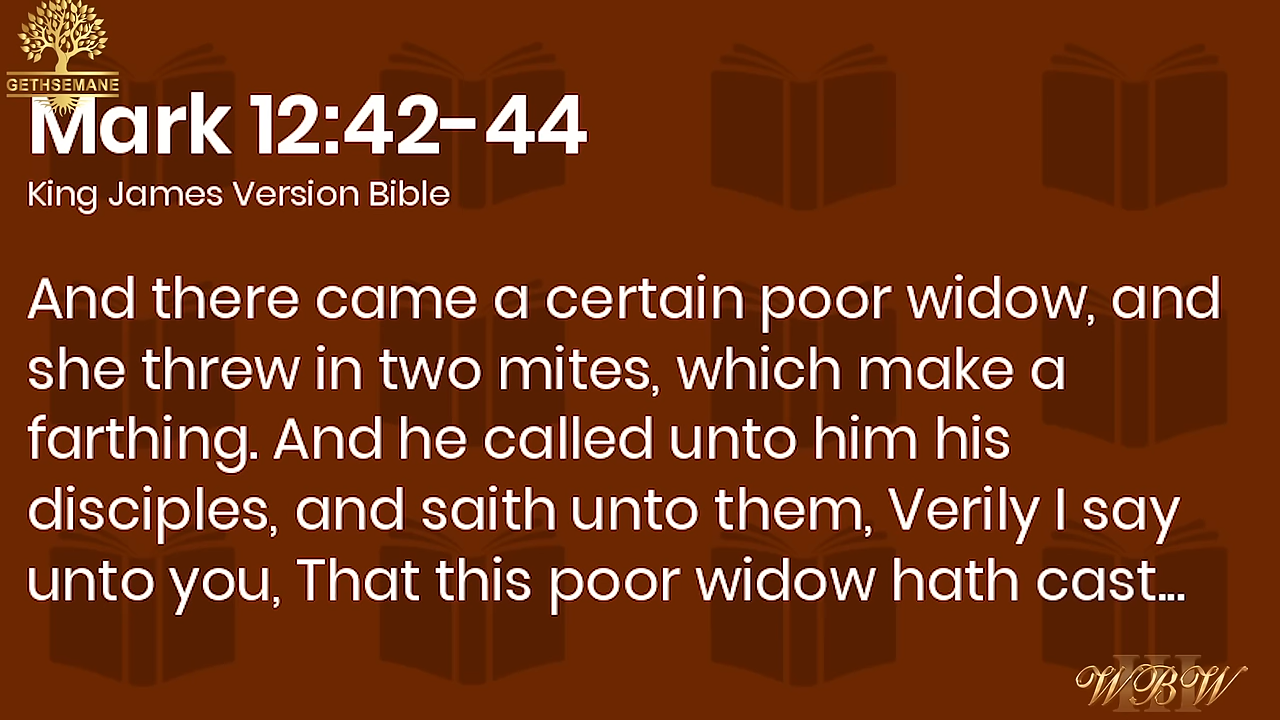 GETHSEMANE
Mark 12:42-44
King James Version Bible
And there came a certain poor widow, and
she threw in two mites, which make a
farthing. And he called unto him his
disciples, and saith unto them, Verily I say
unto you, That this poor widow hath cast...
WBW
III